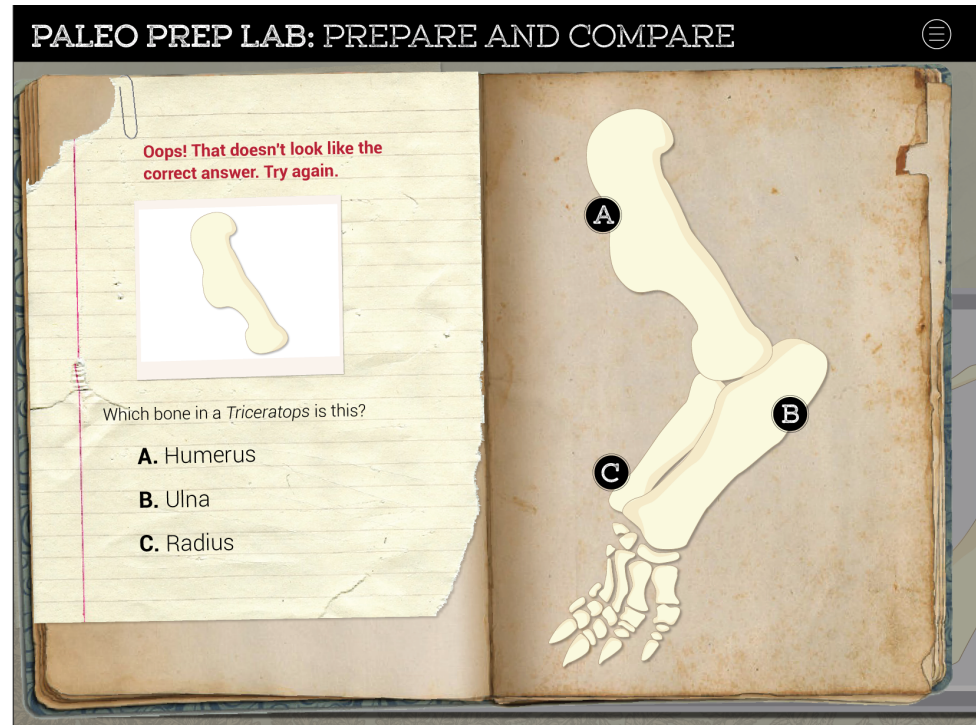 PALEO PREP LAB: PREPARE AND COMPARE
Oops! That doesn't look like the
correct answer. Try again.
Which bone in a Triceratops is this?
A. Humerus
B. Ulna
C. Radius
A
B
C